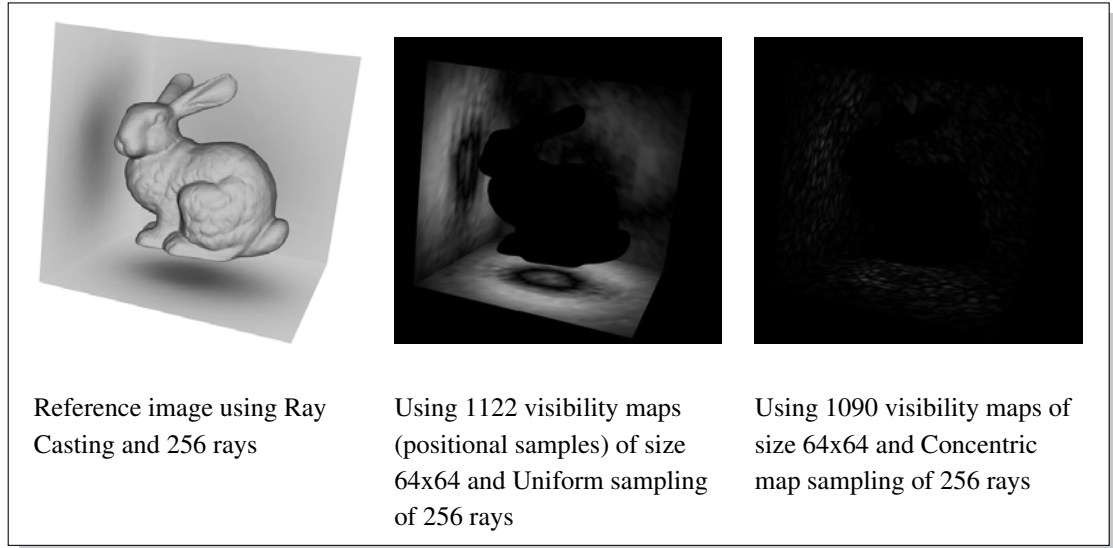 Reference image using Ray
Casting and 256 rays
Using 1122 visibility maps
(positional samples) of size
64x64 and Uniform sampling
of 256 rays
Using 1090 visibility maps of
size 64x64 and Concentric
map sampling of 256 rays